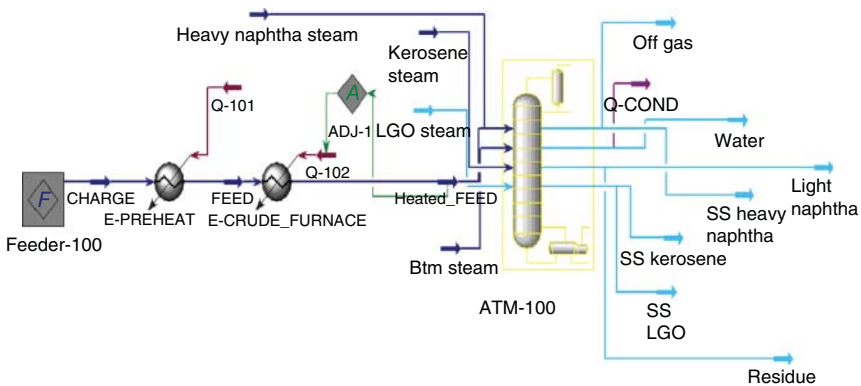 Heavy naphtha steam
Kerosene
steam
Off gas
Q-101
Q-COND
A
ADJ-1
LGO steam
Water
Q-102
F
CHARGE
FEED
Heated_FEED
Light
naphtha
E-PREHEAT
E-CRUDE_FURNACE
SS heavy
naphtha
Feeder-100
SS kerosene
Btm steam
ATM-100
SS
LGO
Residue